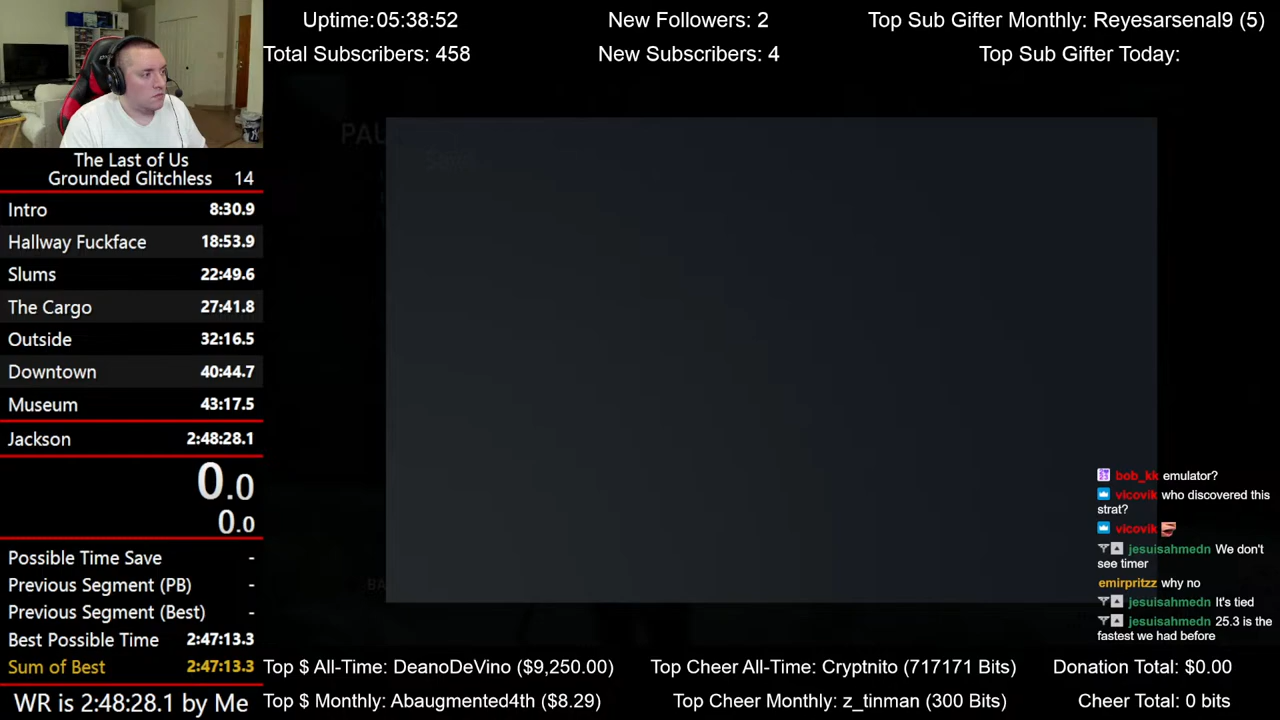 Uptime:05:38:52
New Followers: 2
Top Sub Gifter Monthly: Reyesarsenal9 (5)
Total Subscribers: 458
New Subscribers: 4
Top Sub Gifter Today:
The Last of Us
Grounded Glitchless 14
Intro 8:30.9
Hallway Fuckface 18:53.9
Slums 22:49.6
The Cargo 27:41.8
Outside 32:16.5
Downtown 40:44.7
Museum 43:17.5
Jackson 2:48:28.1
0.0
0.0
Possible Time Save -
Previous Segment (PB) -
Previous Segment (Best) -
Best Possible Time 2:47:13.3
Sum of Best 2:47:13.3
WR is 2:48:28.1 by Me
PAU
BA
bob_kk emulator?
vicovik who discovered this
strat?
vicovik
jesuisahmedn We don't
see timer
emirpritzz why no
jesuisahmedn It's tied
jesuisahmedn 25.3 is the
fastest we had before
Top $ All-Time: DeanoDeVino ($9,250.00)
Top Cheer All-Time: Cryptnito (717171 Bits)
Donation Total: $0.00
Top $ Monthly: Abaugmented4th ($8.29)
Top Cheer Monthly: z_tinman (300 Bits)
Cheer Total: 0 bits